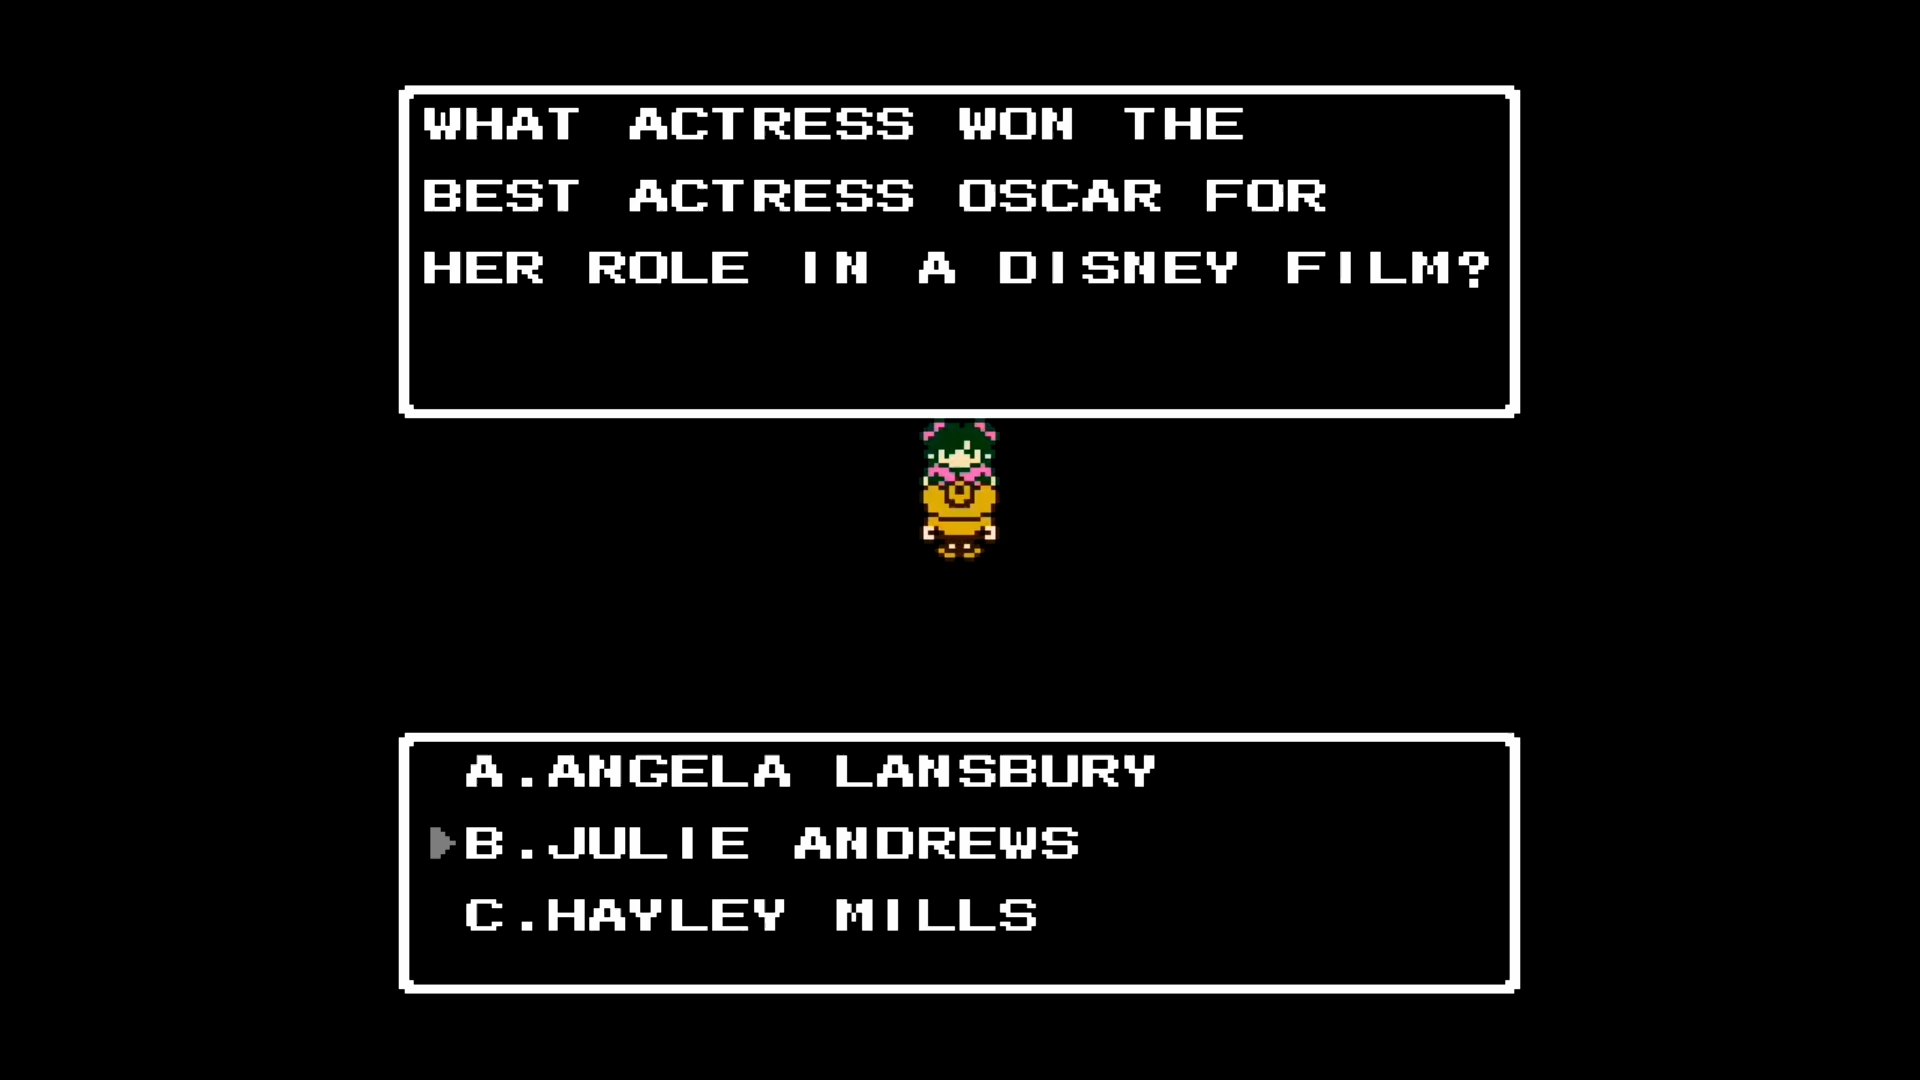 WHAT ACTRESS WON THE
BEST ACTRESS OSCAR FOR
HER ROLE IN A DISNEY FILM?
A.ANGELA LANSBURY
B.JULIE ANDREWS
C.HAYLEY MILLS